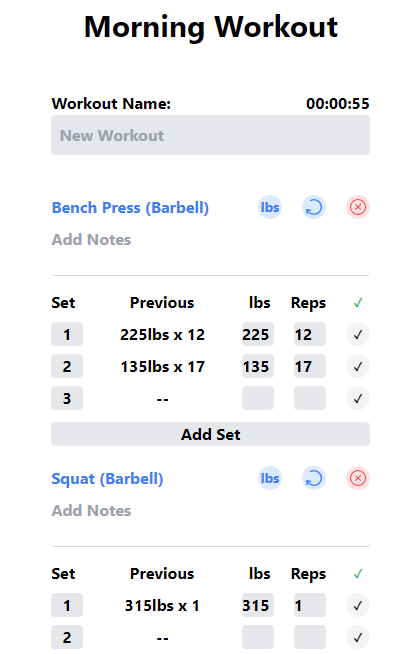 Morning Workout
Workout Name: 00:00:55
New Workout
Bench Press (Barbell) lbs
Add Notes
Set Previous lbs Reps ✓
1 225lbs x 12 225 12 ✓
2 135lbs x 17 135 17 ✓
3 -- ✓
Add Set
Squat (Barbell) lbs
Add Notes
Set Previous lbs Reps ✓
1 315lbs x 1 315 1 ✓
2 -- ✓